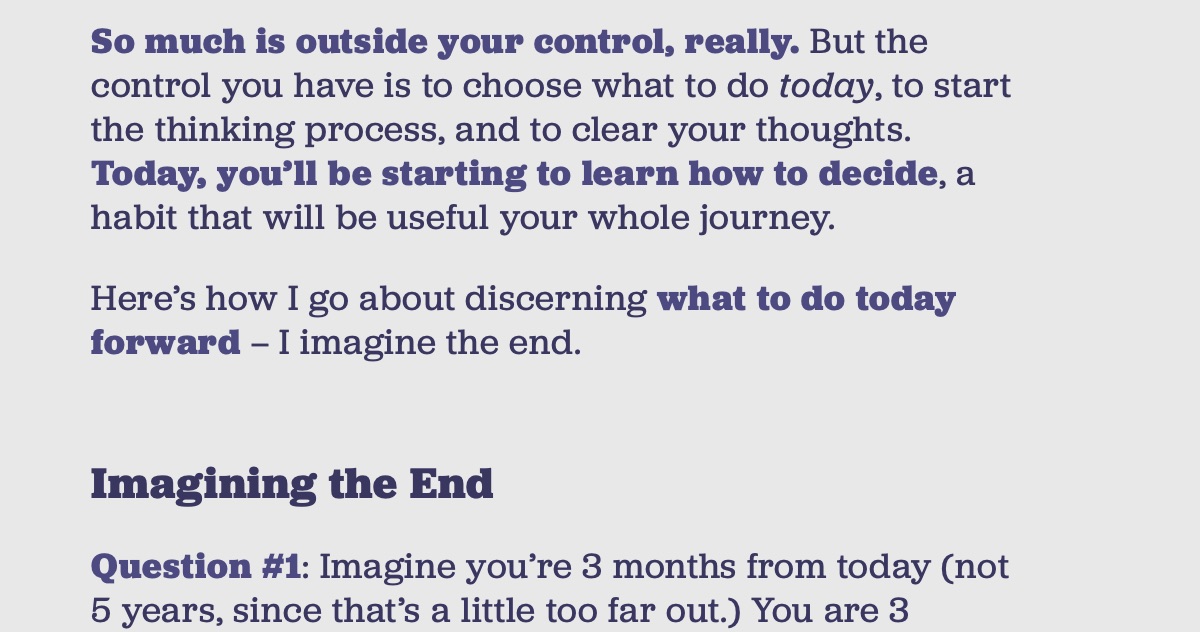 So much is outside your control, really. But the
control you have is to choose what to do today, to start
the thinking process, and to clear your thoughts.
Today, you’ll be starting to learn how to decide, a
habit that will be useful your whole journey.
Here’s how I go about discerning what to do today
forward – I imagine the end.
Imagining the End
Question #1: Imagine you’re 3 months from today (not
5 years, since that’s a little too far out.) You are 3